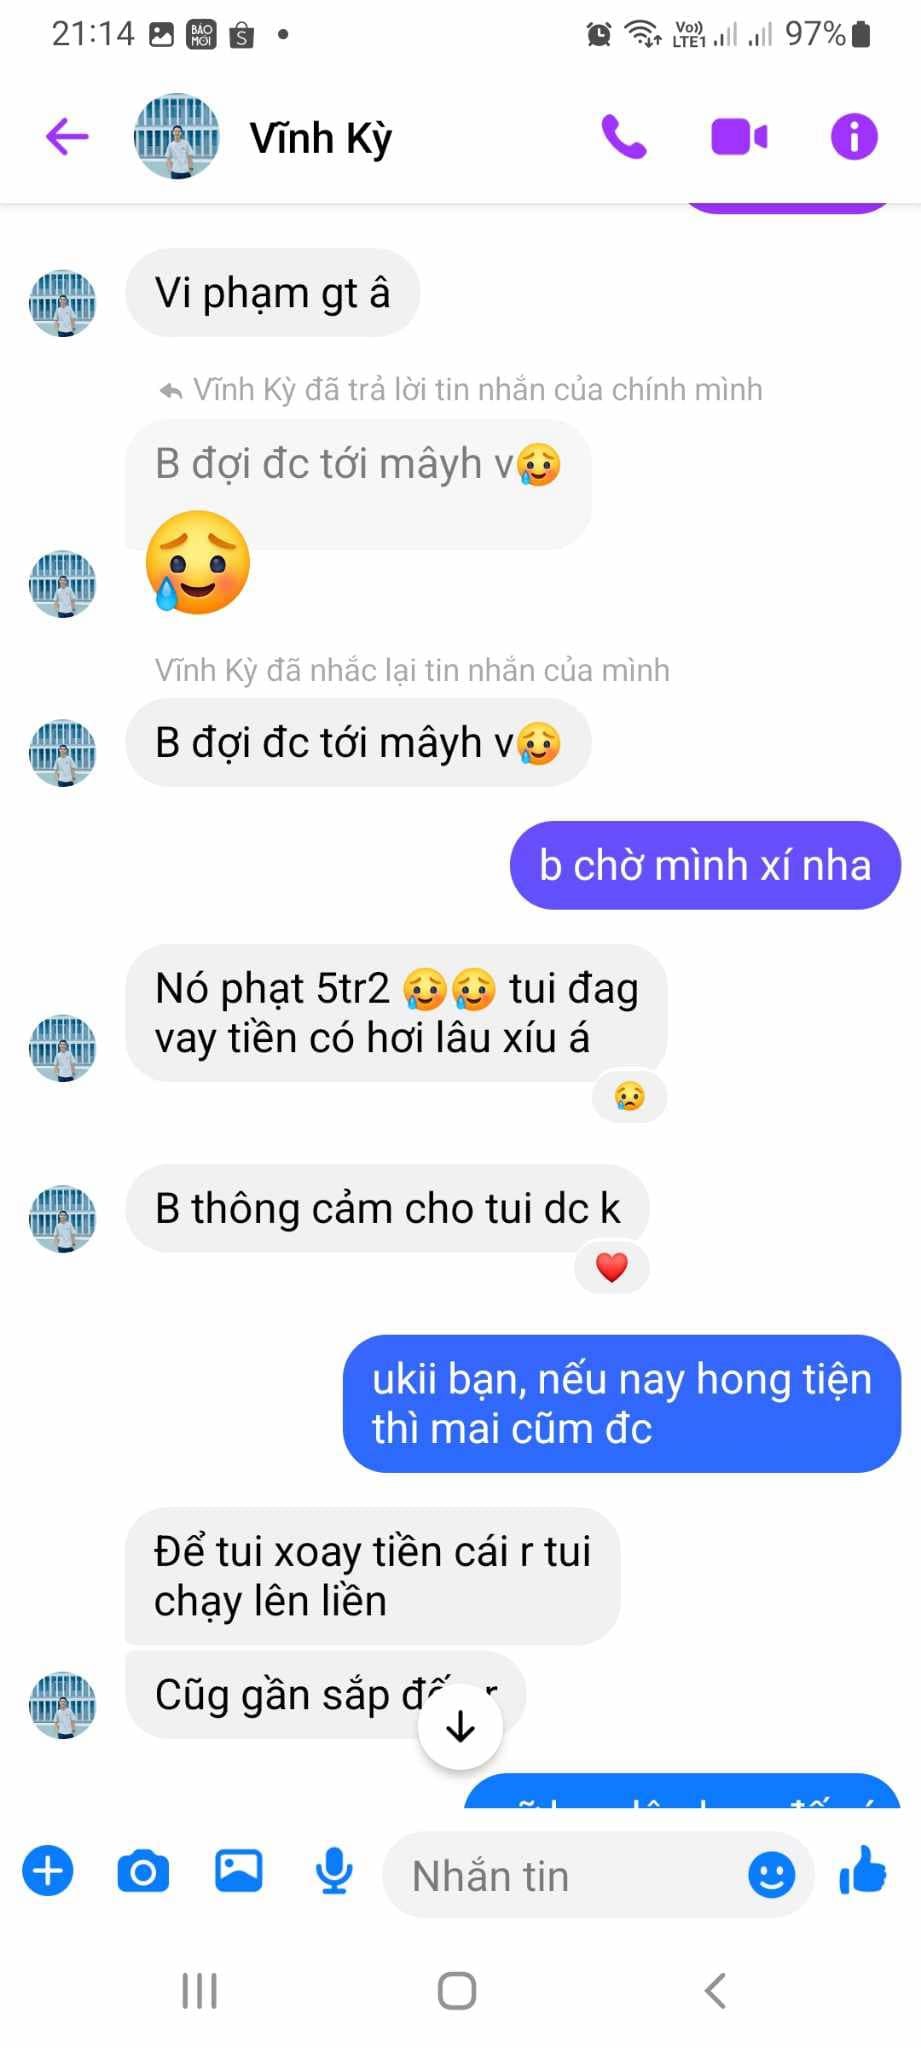 21:14 BÁO MỚI S Vo)) LTE1 97%
Vĩnh Kỳ
Vi phạm gt â
Vĩnh Kỳ đã trả lời tin nhắn của chính mình
B đợi đc tới mâyh v🥲
🥲
Vĩnh Kỳ đã nhắc lại tin nhắn của mình
B đợi đc tới mâyh v🥲
b chờ mình xí nha
Nó phạt 5tr2 🥲🥲 tui đag
vay tiền có hơi lâu xíu á
😢
B thông cảm cho tui dc k
❤️
ukii bạn, nếu nay hong tiện
thì mai cũm đc
Để tui xoay tiền cái r tui
chạy lên liền
Cũg gần sắp r
Nhắn tin